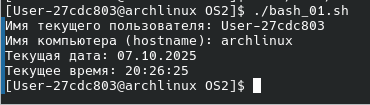 [User-27cdc803@archlinux OS2]$ ./bash_01.sh
Имя текущего пользователя: User-27cdc803
Имя компьютера (hostname): archlinux
Текущая дата: 07.10.2025
Текущее время: 20:26:25
[User-27cdc803@archlinux OS2]$